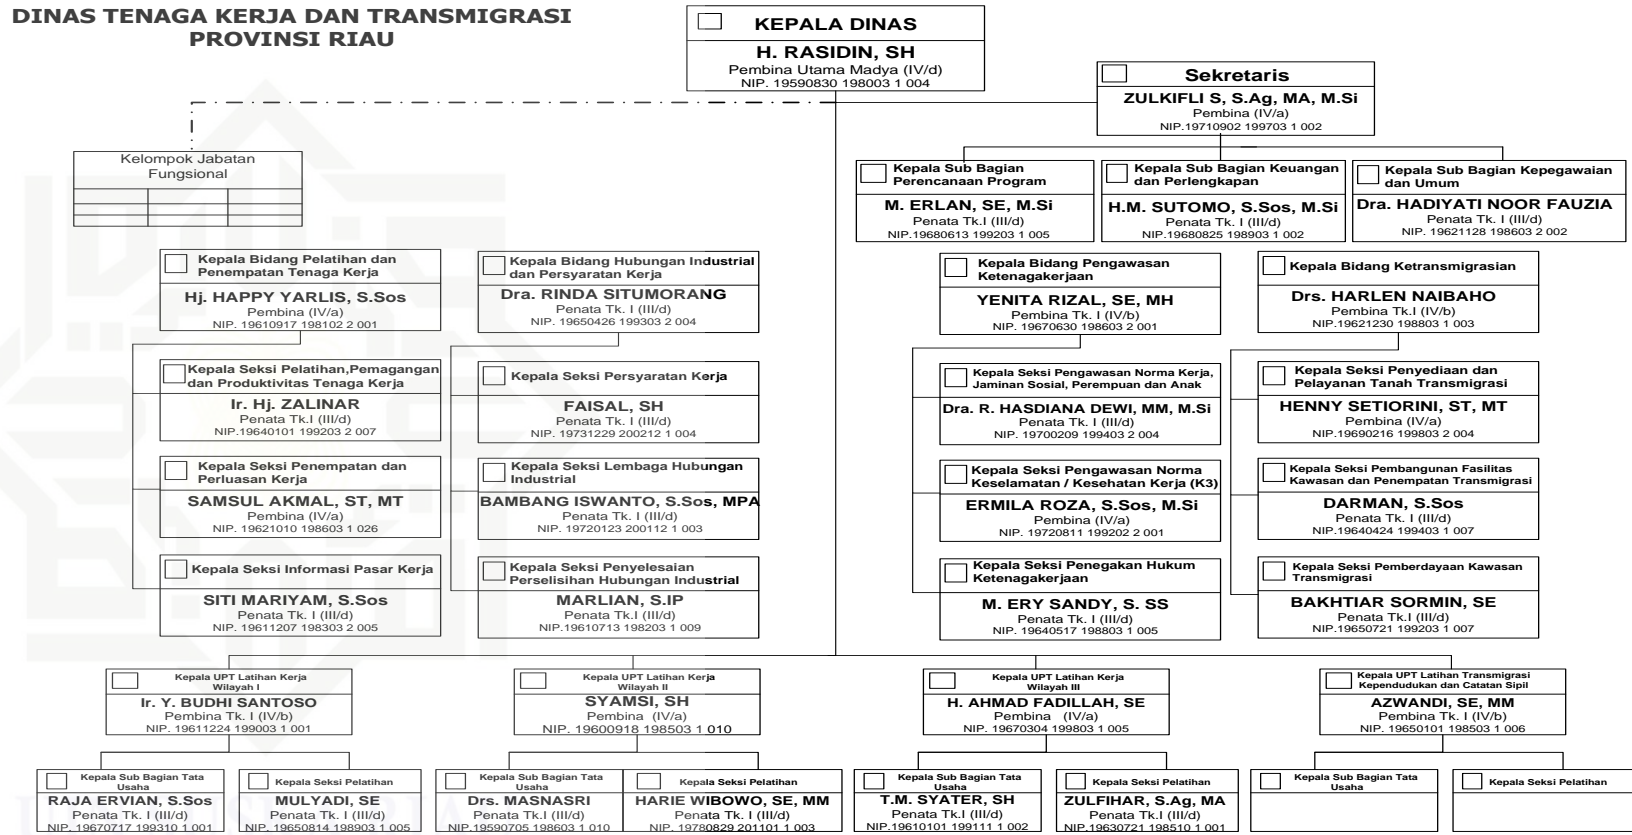 DINAS TENAGA KERJA DAN TRANSMIGRASI
PROVINSI RIAU
KEPALA DINAS
H. RASIDIN, SH
Pembina Utama Madya (IV/d)
NIP. 19590830 198003 1 004
Sekretaris
ZULKIFLI S, S.Ag, MA, M.Si
Pembina (IV/a)
NIP.19710902 199703 1 002
Kelompok Jabatan
Fungsional
Kepala Sub Bagian
Perencanaan Program
M. ERLAN, SE, M.Si
Penata Tk.I (III/d)
NIP.19680613 199203 1 005
Kepala Sub Bagian Keuangan
dan Perlengkapan
H.M. SUTOMO, S.Sos, M.Si
Penata Tk.I (III/d)
NIP.19680825 198903 1 002
Kepala Sub Bagian Kepegawaian
dan Umum
Dra. HADIYATI NOOR FAUZIA
Penata Tk. I (III/d)
NIP. 19621128 198603 2 002
Kepala Bidang Pelatihan dan
Penempatan Tenaga Kerja
Hj. HAPPY YARLIS, S.Sos
Pembina (IV/a)
NIP. 19610917 198102 2 001
Kepala Bidang Hubungan Industrial
dan Persyaratan Kerja
Dra. RINDA SITUMORANG
Penata Tk. I (III/d)
NIP. 19650426 199303 2 004
Kepala Bidang Pengawasan
Ketenagakerjaan
YENITA RIZAL, SE, MH
Pembina Tk. I (IV/b)
NIP. 19670630 198603 2 001
Kepala Bidang Ketransmigrasian
Drs. HARLEN NAIBAHO
Pembina Tk.I (IV/b)
NIP.19621230 198803 1 003
Kepala Seksi Pelatihan,Pemagangan
dan Produktivitas Tenaga Kerja
Ir. Hj. ZALINAR
Penata Tk.I (III/d)
NIP.19640101 199203 2 007
Kepala Seksi Persyaratan Kerja
FAISAL, SH
Penata Tk. I (III/d)
NIP. 19731229 200212 1 004
Kepala Seksi Pengawasan Norma Kerja,
Jaminan Sosial, Perempuan dan Anak
Dra. R. HASDIANA DEWI, MM, M.Si
Penata Tk. I (III/d)
NIP. 19700209 199403 2 004
Kepala Seksi Penyediaan dan
Pelayanan Tanah Transmigrasi
HENNY SETIORINI, ST, MT
Pembina (IV/a)
NIP.19690216 199803 2 004
Kepala Seksi Penempatan dan
Perluasan Kerja
SAMSUL AKMAL, ST, MT
Pembina (IV/a)
NIP. 19621010 198603 1 026
Kepala Seksi Lembaga Hubungan
Industrial
BAMBANG ISWANTO, S.Sos, MPA
Penata Tk. I (III/d)
NIP. 19720123 200112 1 003
Kepala Seksi Pengawasan Norma
Keselamatan / Kesehatan Kerja (K3)
ERMILA ROZA, S.Sos, M.Si
Pembina (IV/a)
NIP. 19720811 199202 2 001
Kepala Seksi Pembangunan Fasilitas
Kawasan dan Penempatan Transmigrasi
DARMAN, S.Sos
Penata Tk. I (III/d)
NIP.19640424 199403 1 007
Kepala Seksi Informasi Pasar Kerja
SITI MARIYAM, S.Sos
Penata Tk. I (III/d)
NIP.19611207 198303 2 005
Kepala Seksi Penyelesaian
Perselisihan Hubungan Industrial
MARLIAN, S.IP
Penata Tk.I (III/d)
NIP.19610713 198203 1 009
Kepala Seksi Penegakan Hukum
Ketenagakerjaan
M. ERY SANDY, S. SS
Penata Tk. I (III/d)
NIP.19640517 198803 1 005
Kepala Seksi Pemberdayaan Kawasan
Transmigrasi
BAKHTIAR SORMIN, SE
Penata Tk.I (III/d)
NIP.19650721 199203 1 007
Kepala UPT Latihan Kerja
Wilayah I
Ir. Y. BUDHI SANTOSO
Pembina Tk. I (IV/b)
NIP. 19611224 199003 1 001
Kepala UPT Latihan Kerja
Wilayah II
SYAMSI, SH
Pembina (IV/a)
NIP. 19600918 198503 1 010
Kepala UPT Latihan Kerja
Wilayah III
H. AHMAD FADILLAH, SE
Pembina (IV/a)
NIP. 19670304 199803 1 005
Kepala UPT Latihan Transmigrasi
Kependudukan dan Catatan Sipil
AZWANDI, SE, MM
Pembina Tk. I (IV/b)
NIP. 19650101 198503 1 006
Kepala Sub Bagian Tata
Usaha
RAJA ERVIAN, S.Sos
Penata Tk. I (III/d)
NIP. 19670717 199310 1 001
Kepala Seksi Pelatihan
MULYADI, SE
Penata Tk. I (III/d)
NIP.19650814 198903 1 005
Kepala Sub Bagian Tata
Usaha
Drs. MASNASRI
Penata Tk.I (III/d)
NIP.19590705 198603 1 010
Kepala Seksi Pelatihan
HARIE WIBOWO, SE, MM
Penata Tk. I (III/d)
NIP. 19780829 201101 1 003
Kepala Sub Bagian Tata
Usaha
T.M. SYATER, SH
Penata Tk.I (III/d)
NIP.19610101 199111 1 002
Kepala Seksi Pelatihan
ZULFIHAR, S.Ag, MA
Penata Tk.I (III/d)
NIP.19630721 198510 1 001
Kepala Sub Bagian Tata
Usaha
Kepala Seksi Pelatihan